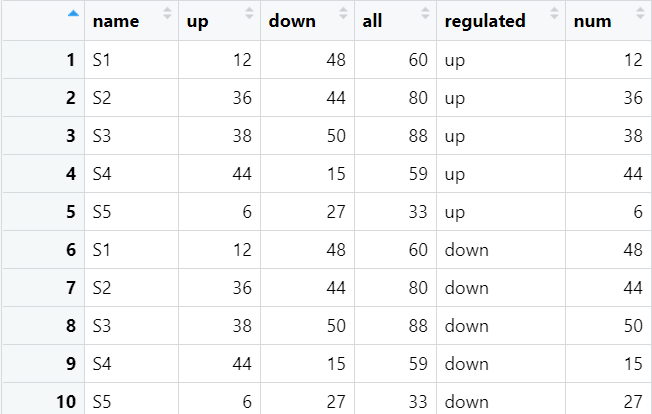 name up down all regulated num
1 S1 12 48 60 up 12
2 S2 36 44 80 up 36
3 S3 38 50 88 up 38
4 S4 44 15 59 up 44
5 S5 6 27 33 up 6
6 S1 12 48 60 down 48
7 S2 36 44 80 down 44
8 S3 38 50 88 down 50
9 S4 44 15 59 down 15
10 S5 6 27 33 down 27